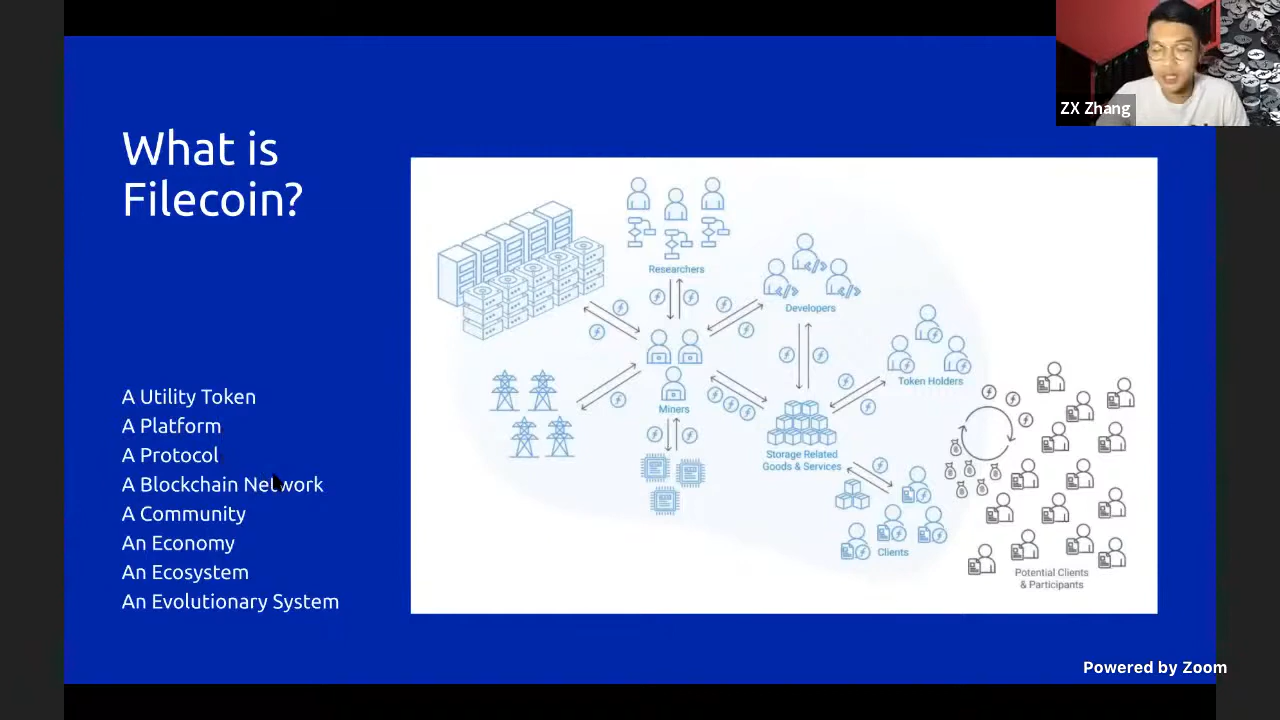 ZX Zhang
What is
Filecoin?
A Utility Token
A Platform
A Protocol
A Blockchain Network
A Community
An Economy
An Ecosystem
An Evolutionary System
Researchers
Developers
Token Holders
Miners
Storage Related
Goods & Services
Clients
Potential Clients
& Participants
Powered by Zoom